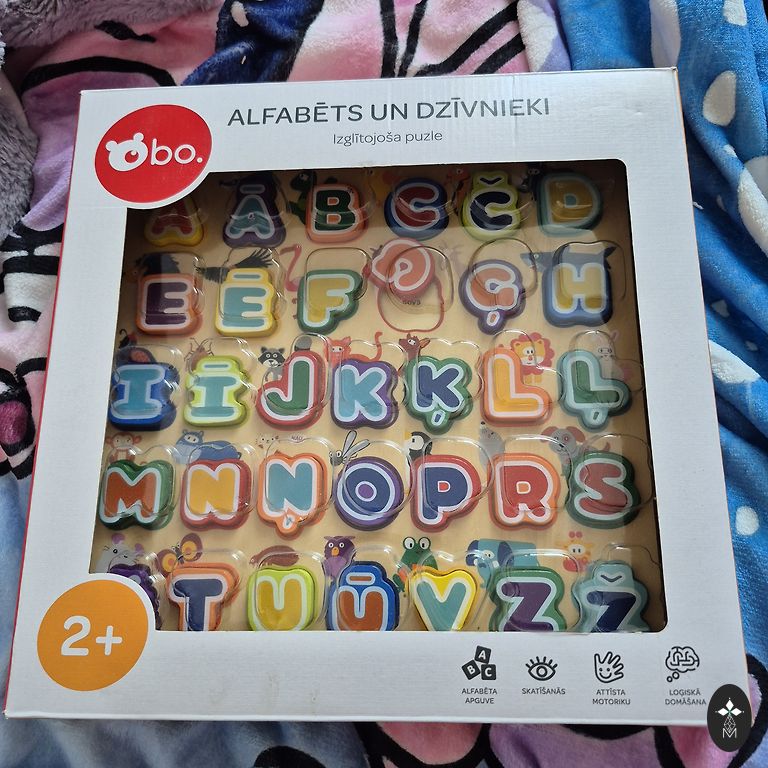 ALFABĒTS UN DZĪVNIEKI
Izglītojoša puzle
bo.
A Ā B C Č D
E Ē F G Ģ H
I Ī J K Ķ L Ļ
M N Ņ O P R S
T U Ū V Z Ž
2+
A
B C
ALFABĒTA
APGUVE
SKATĪŠANĀS
ATTĪSTA
MOTORIKU
LOĢISKĀ
DOMĀŠANA
M